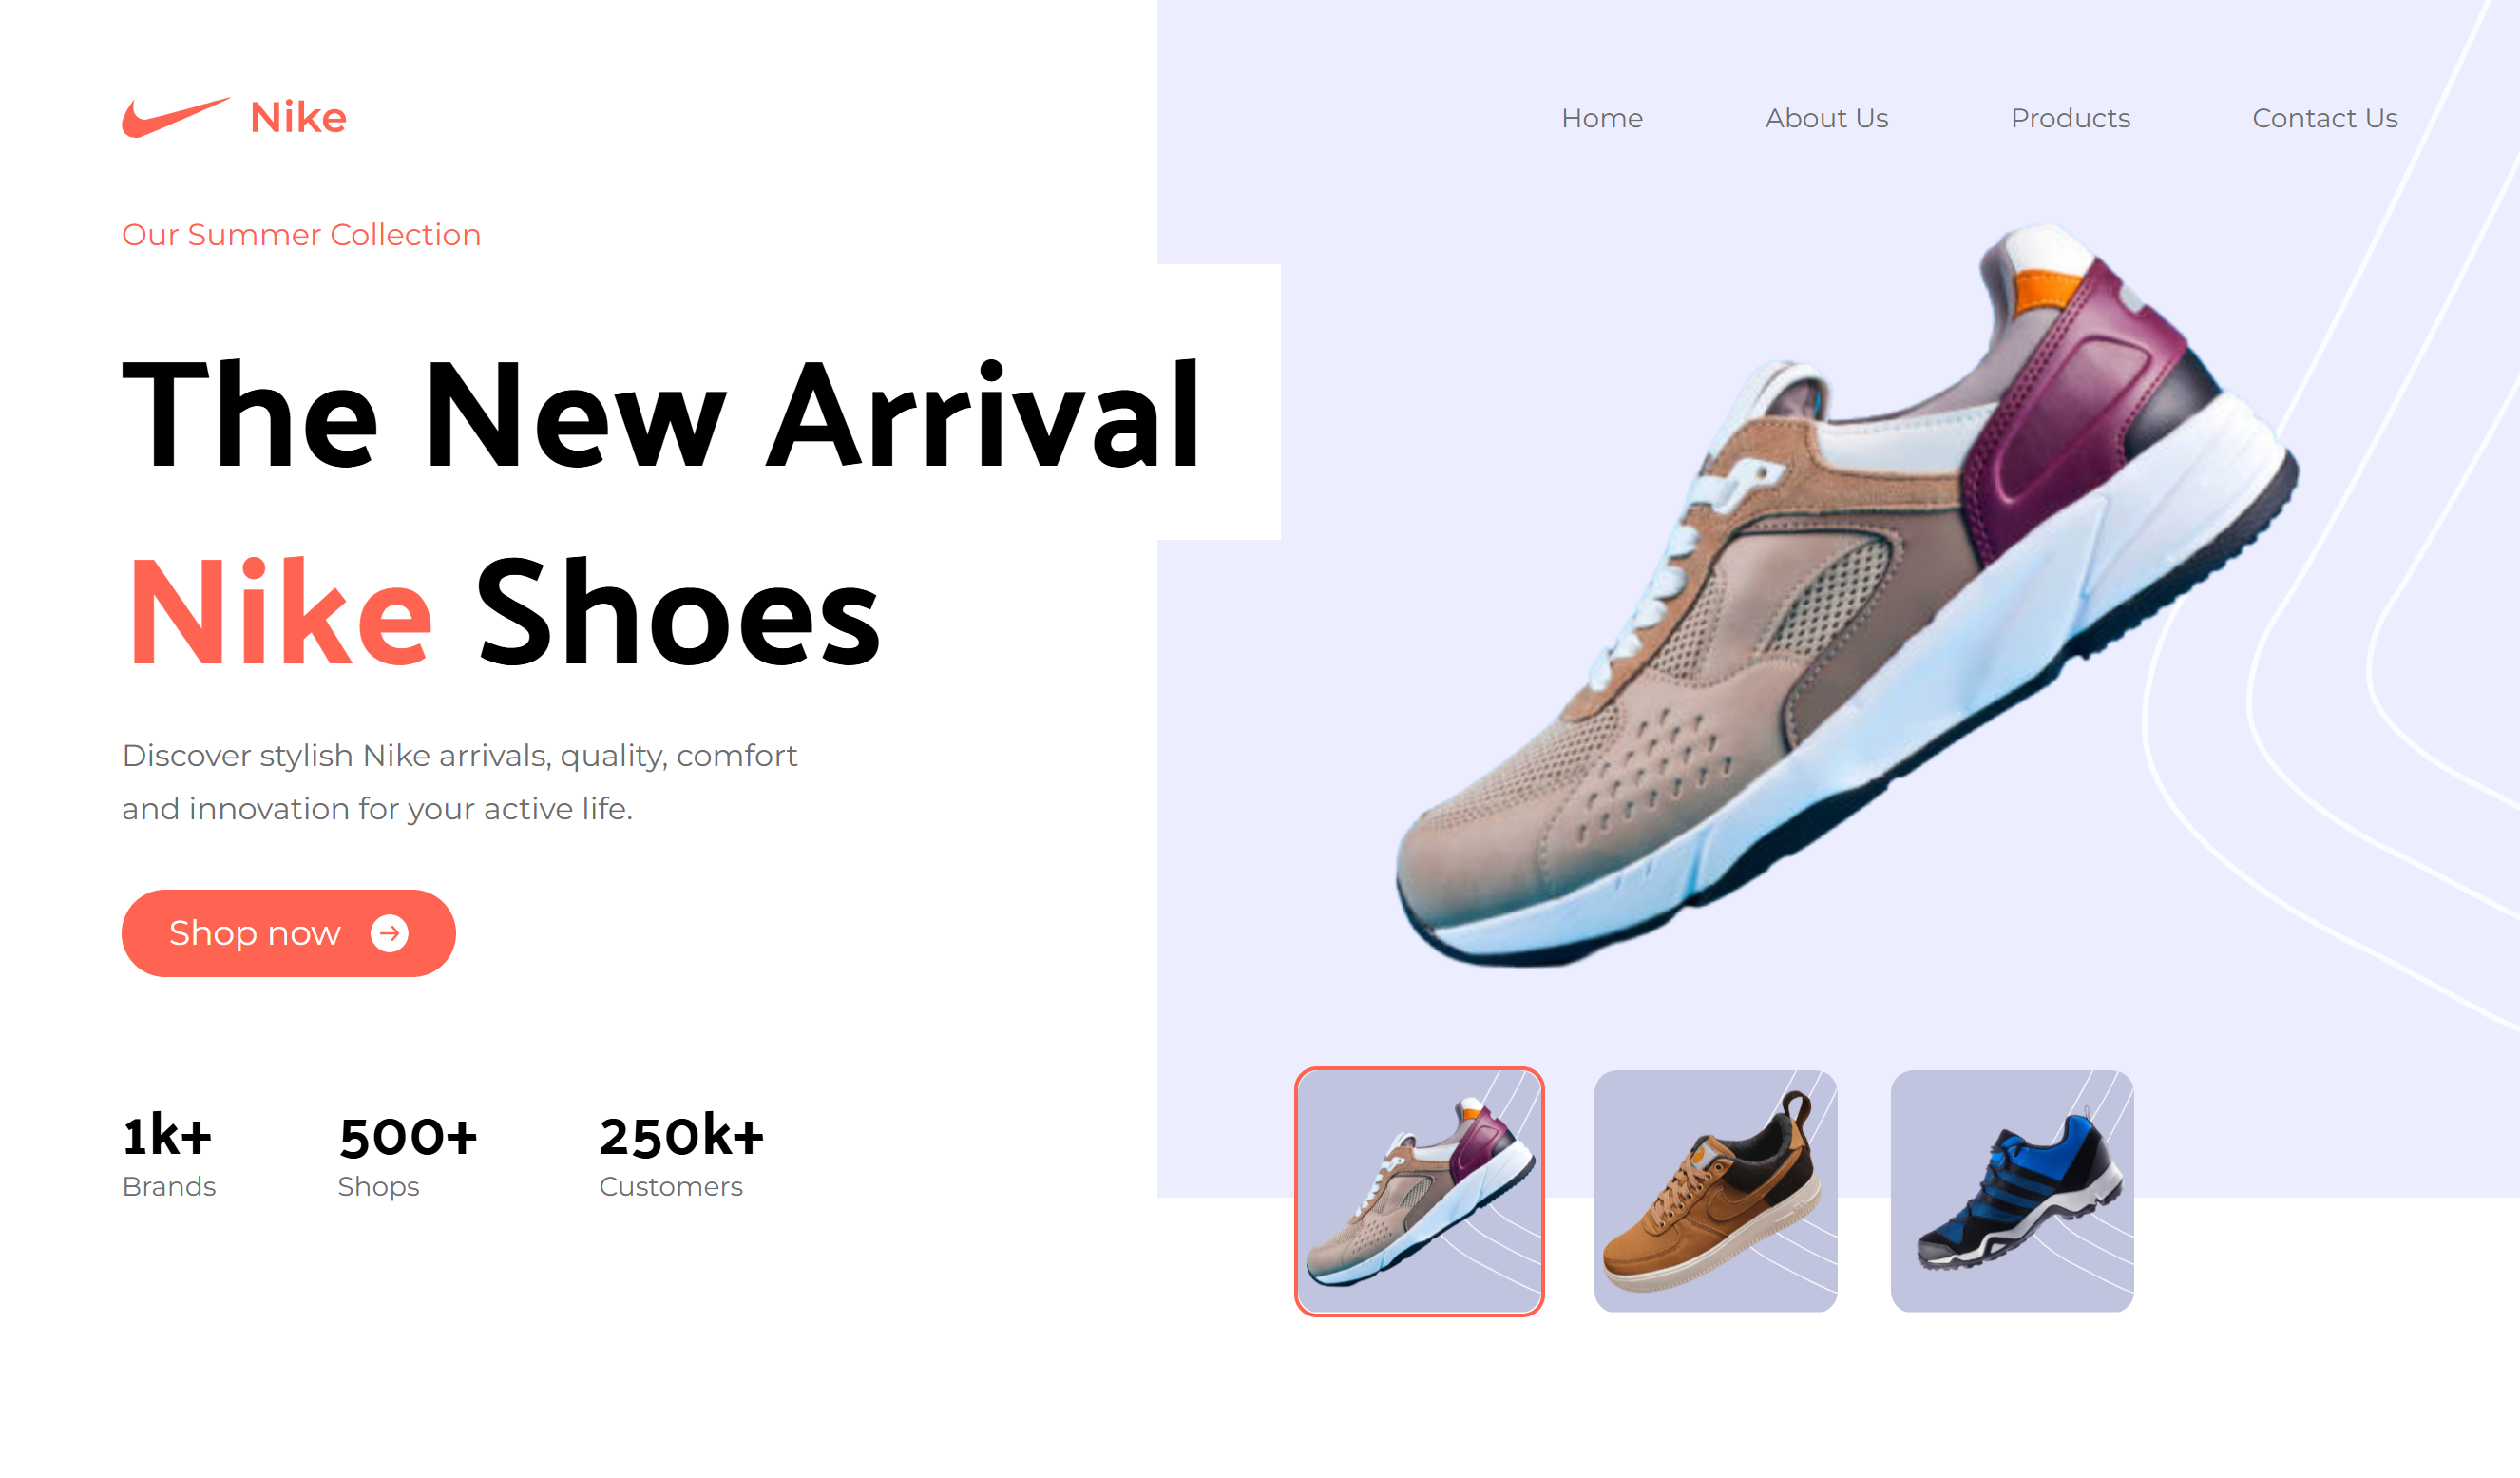 Nike
Home
About Us
Products
Contact Us
Our Summer Collection
The New Arrival
Nike Shoes
Discover stylish Nike arrivals, quality, comfort
and innovation for your active life.
Shop now
1k+
Brands
500+
Shops
250k+
Customers